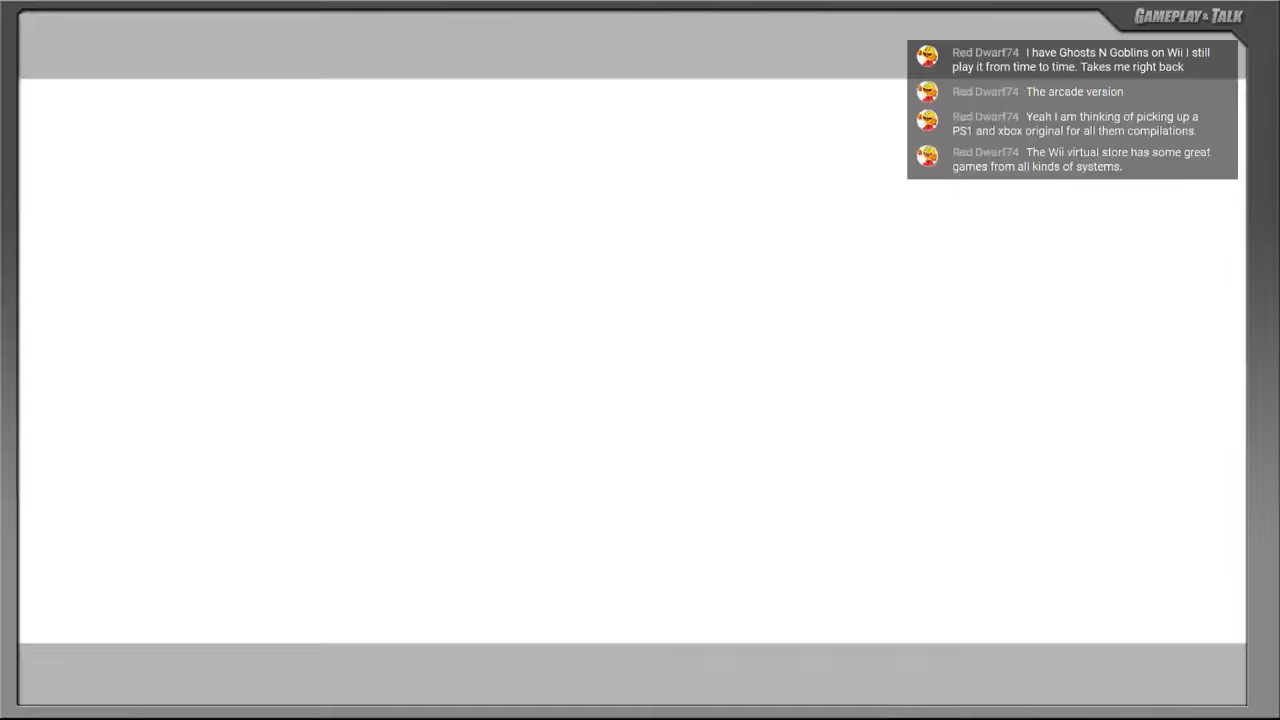 GAMEPLAY & TALK
Red Dwarf74 I have Ghosts N Goblins on Wii I still
play it from time to time. Takes me right back
Red Dwarf74 The arcade version
Red Dwarf74 Yeah I am thinking of picking up a
PS1 and xbox original for all them compilations.
Red Dwarf74 The Wii virtual store has some great
games from all kinds of systems.